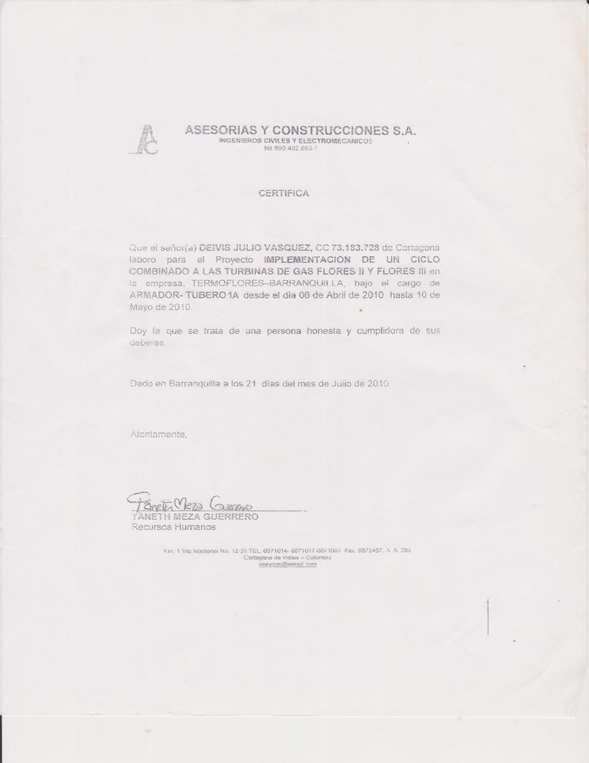 ASESORIAS Y CONSTRUCCIONES S.A.
INGENIEROS CIVILES Y ELECTROMECANICOS
Nit 890.402.893-7
CERTIFICA
Que el señor(a) DEIVIS JULIO VASQUEZ, CC 73.183.728 de Cartagena
laboro para el Proyecto IMPLEMENTACION DE UN CICLO
COMBINADO A LAS TURBINAS DE GAS FLORES II Y FLORES III en
la empresa, TERMOFLORES–BARRANQUILLA, bajo el cargo de
ARMADOR- TUBERO 1A desde el día 06 de Abril de 2010 hasta 10 de
Mayo de 2010.
Doy fe que se trata de una persona honesta y cumplidora de sus
deberes.
Dado en Barranquilla a los 21 días del mes de Julio de 2010
Atentamente,
Yaneth Meza Guerrero
YANETH MEZA GUERRERO
Recursos Humanos
Km. 1 Vía Mamonal No. 12-31 TEL: 6671014- 6671017-6671061 Fax. A. A.
Cartagena de Indias – Colombia